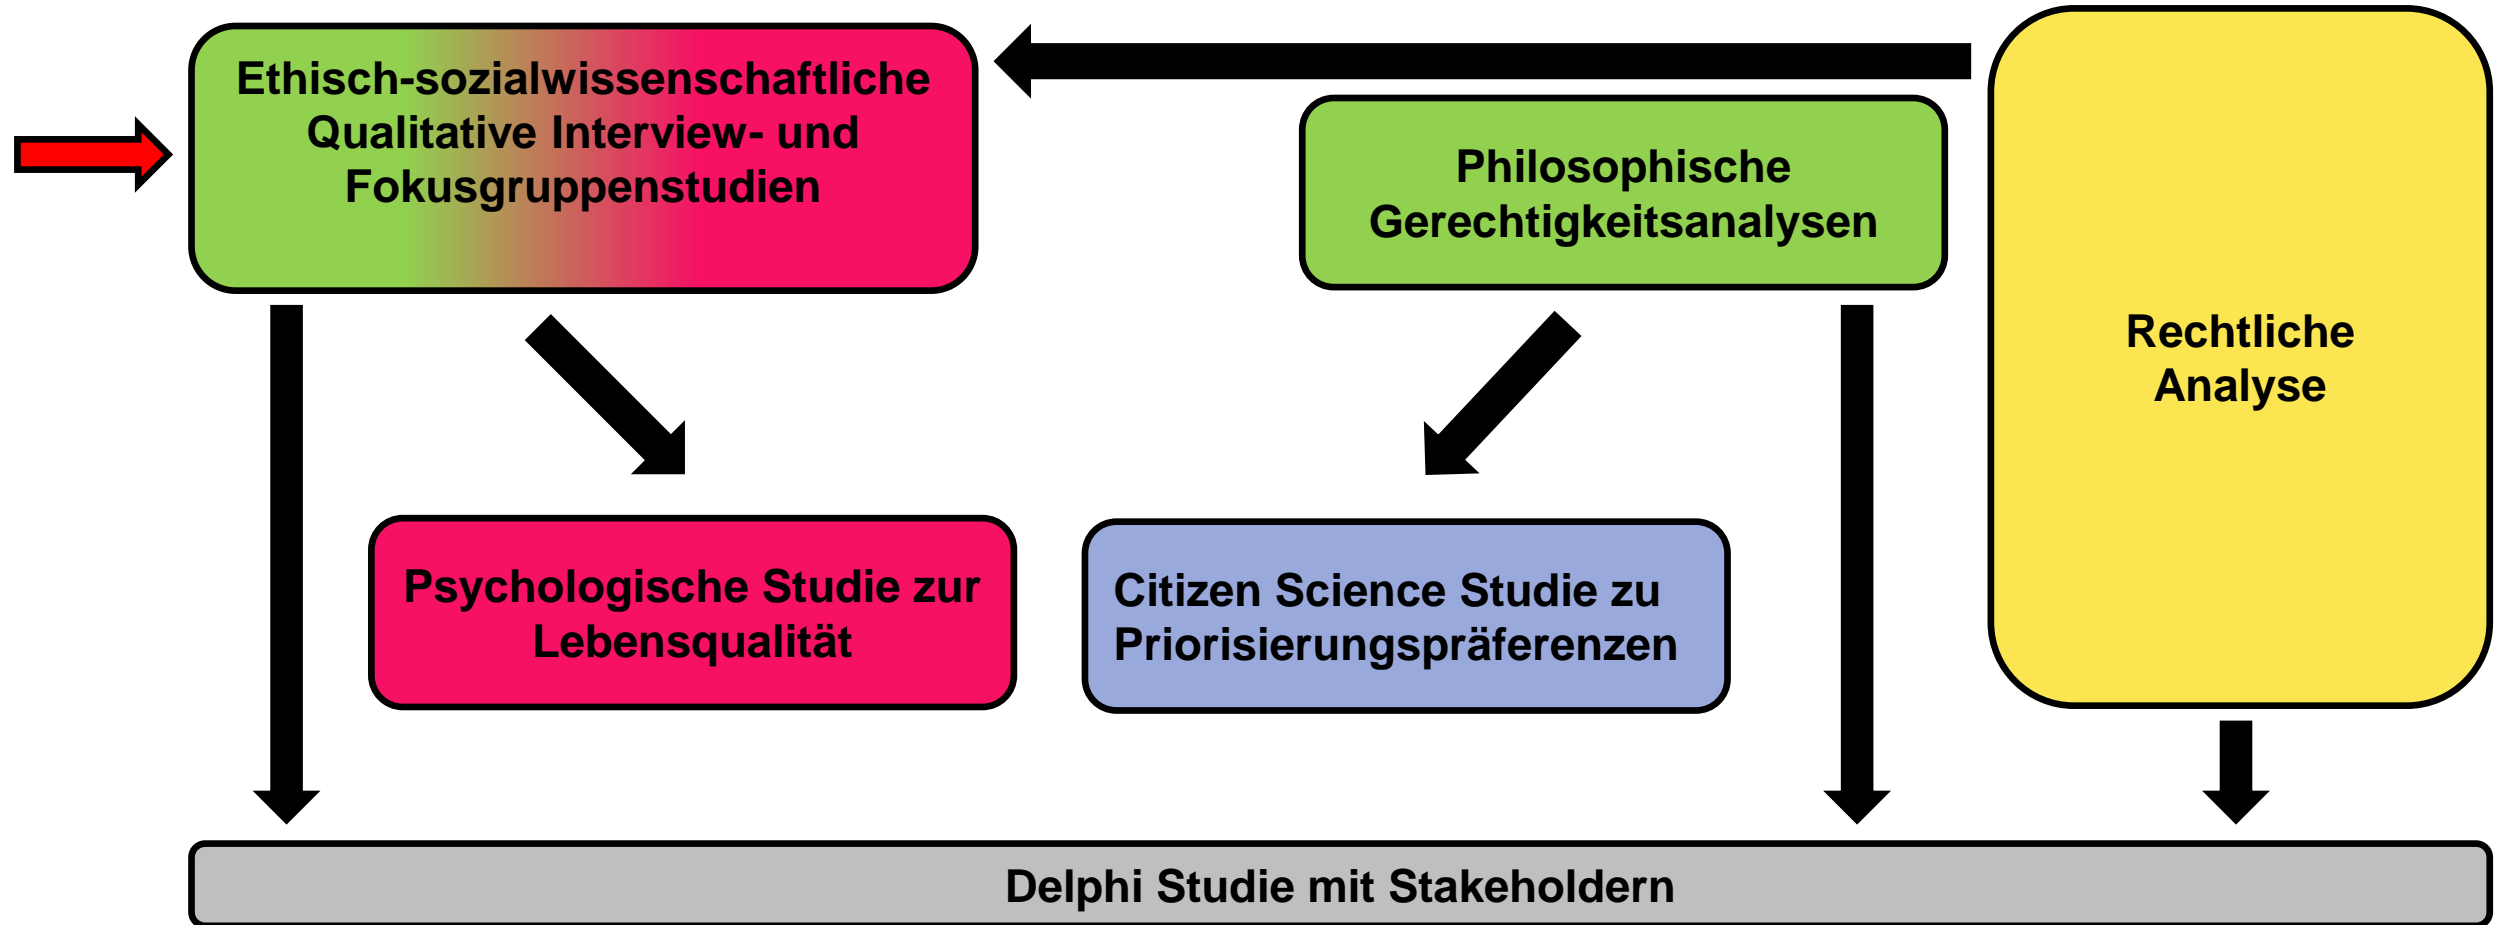 Ethisch-sozialwissenschaftliche
Qualitative Interview- und
Fokusgruppenstudien
Philosophische
Gerechtigkeitsanalysen
Rechtliche
Analyse
Psychologische Studie zur
Lebensqualität
Citizen Science Studie zu
Priorisierungspräferenzen
Delphi Studie mit Stakeholdern